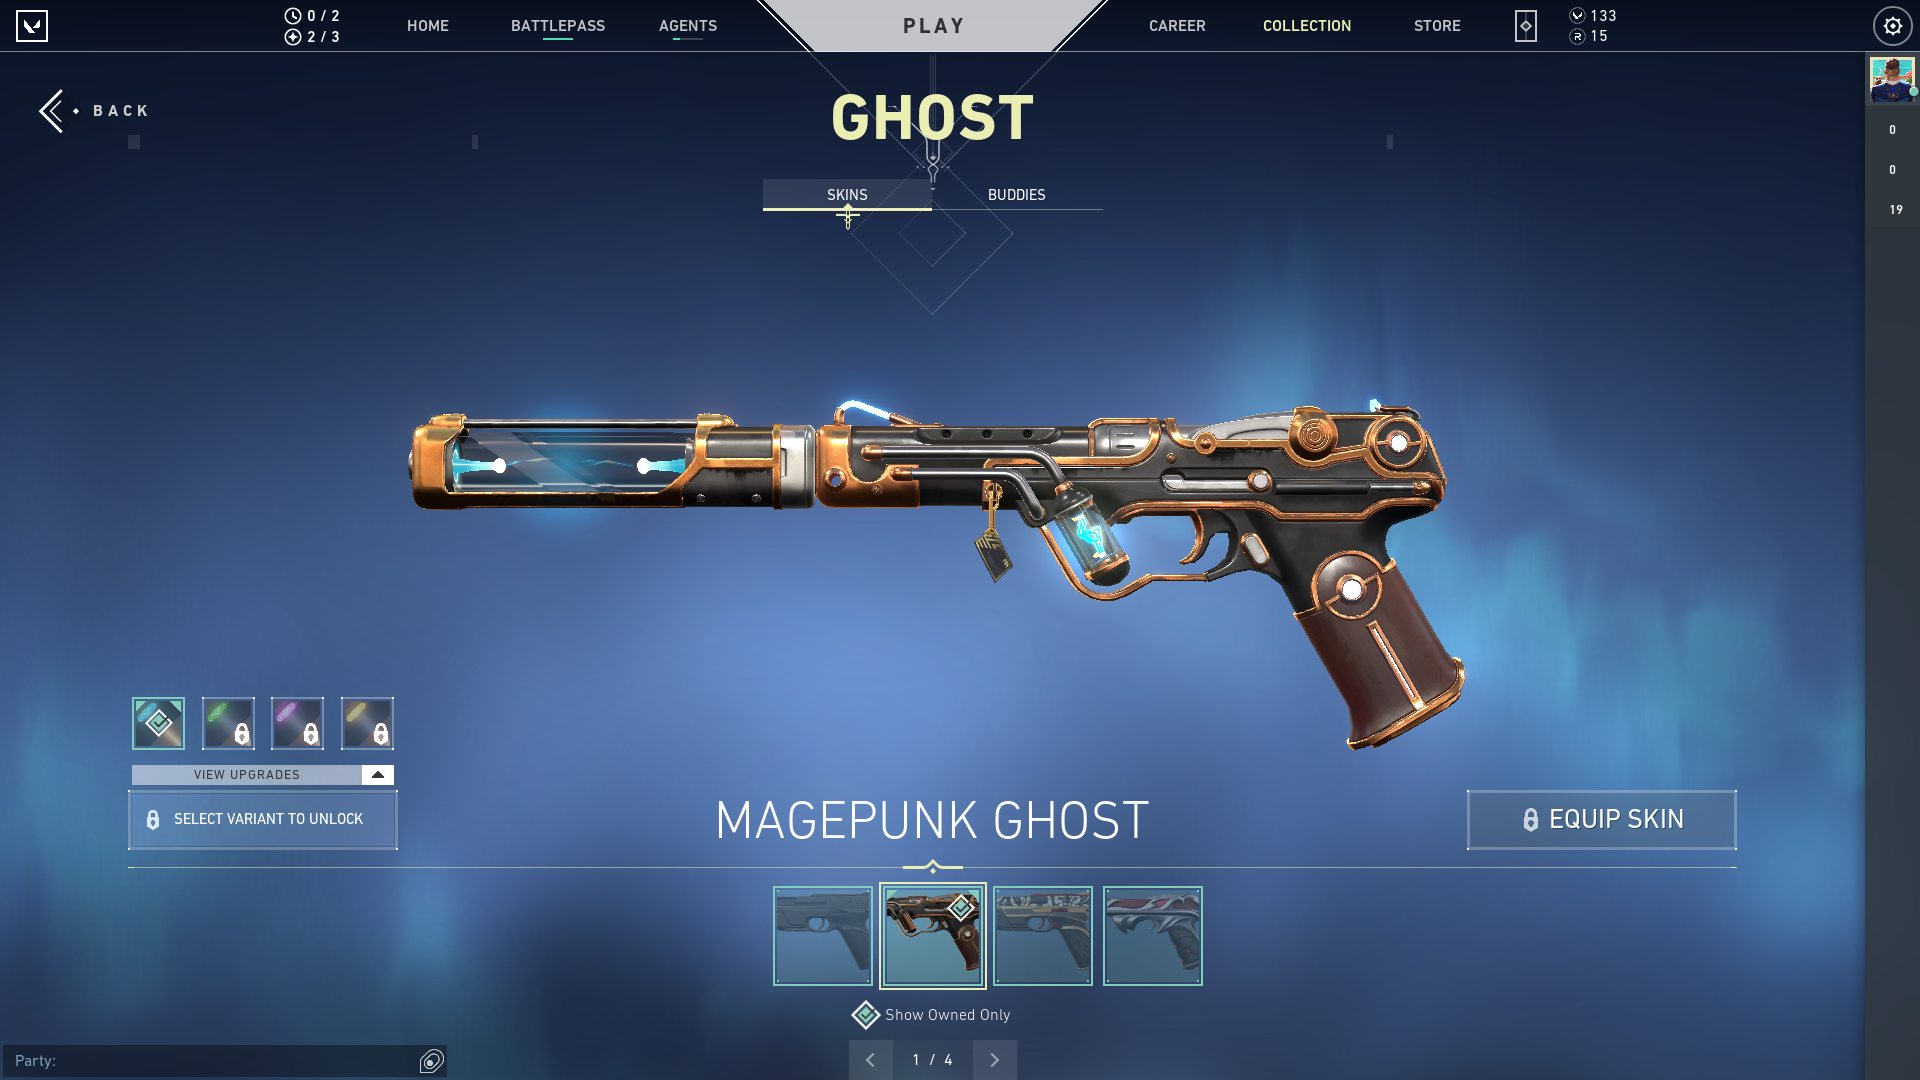 0 / 2
2 / 3
HOME
BATTLEPASS
AGENTS
PLAY
CAREER
COLLECTION
STORE
133
15
BACK
GHOST
SKINS
BUDDIES
0
0
19
VIEW UPGRADES
SELECT VARIANT TO UNLOCK
MAGEPUNK GHOST
EQUIP SKIN
Show Owned Only
Party:
1 / 4